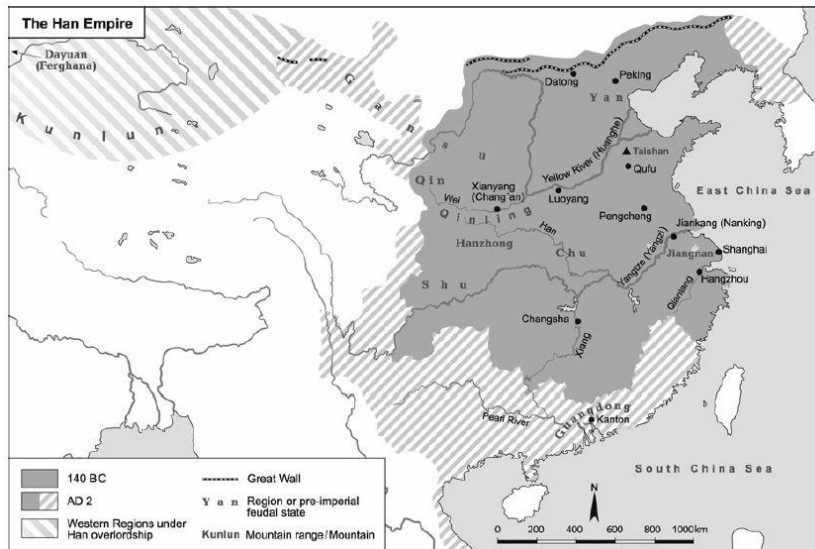 The Han Empire
Dayuan
(Ferghana)
Kunlun
Gansu
Datong
Peking
Yan
Taishan
Qufu
Yellow River (Huanghe)
Qin
Wei
Xianyang
(Chang'an)
Luoyang
Qinling
Pengcheng
East China Sea
Hanzhong
Han
Chu
Jiankang (Nanking)
Yangtze (Yangzi)
Jiangnan
Shanghai
Hangzhou
Qiantang
Shu
Changsha
Xiang
Pearl River
Guangdong
Kanton
South China Sea
140 BC
AD 2
Western Regions under
Han overlordship
Great Wall
Yan
Region or pre-imperial
feudal state
Kunlun
Mountain range/Mountain
N
0 200 400 600 800 1000 km